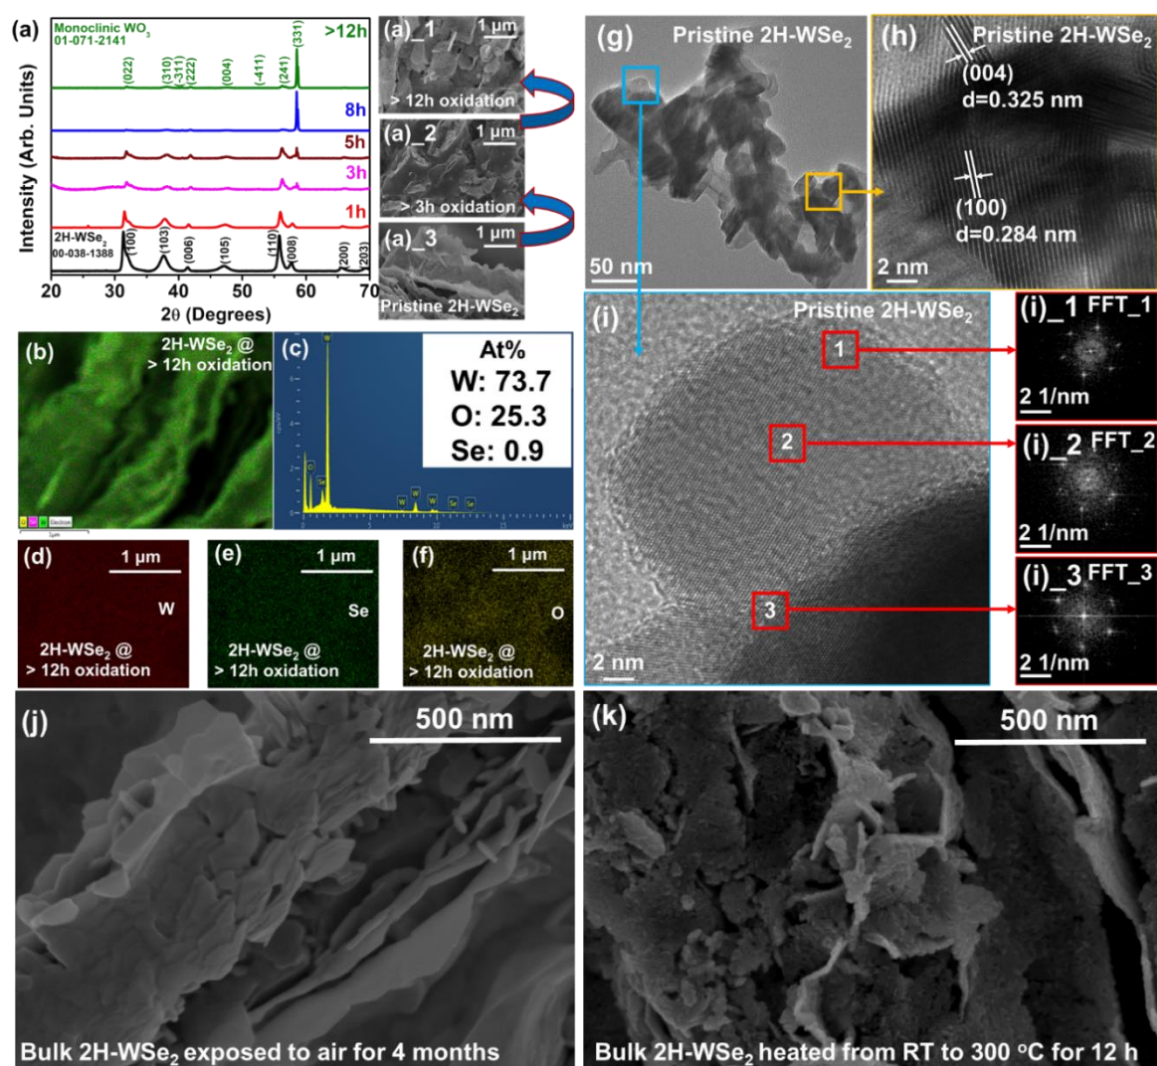 (a)
Monoclinic WO₃
01-071-2141
>12h
(022)
(310)
(-311)
(222)
(004)
(-411)
(241)
(331)
8h
5h
3h
1h
2H-WSe₂
00-038-1388
(100)
(103)
(006)
(105)
(110)
(008)
(200)
(203)
Intensity (Arb. Units)
20 30 40 50 60 70
2θ (Degrees)
(a)_1
1 µm
> 12h oxidation
(a)_2
1 µm
> 3h oxidation
(a)_3
1 µm
Pristine 2H-WSe₂
(b)
2H-WSe₂ @
> 12h oxidation
Electron
(c)
At%
W: 73.7
O: 25.3
Se: 0.9
W
O
Se
W
W
W
Se
Se
(d)
1 µm
W
2H-WSe₂ @
> 12h oxidation
(e)
1 µm
Se
2H-WSe₂ @
> 12h oxidation
(f)
1 µm
O
2H-WSe₂ @
> 12h oxidation
(g)
Pristine 2H-WSe₂
50 nm
(h)
Pristine 2H-WSe₂
(004)
d=0.325 nm
(100)
d=0.284 nm
2 nm
(i)
Pristine 2H-WSe₂
1
2
3
2 nm
(i)_1 FFT_1
2 1/nm
(i)_2 FFT_2
2 1/nm
(i)_3 FFT_3
2 1/nm
(j)
500 nm
Bulk 2H-WSe₂ exposed to air for 4 months
(k)
500 nm
Bulk 2H-WSe₂ heated from RT to 300 °C for 12 h